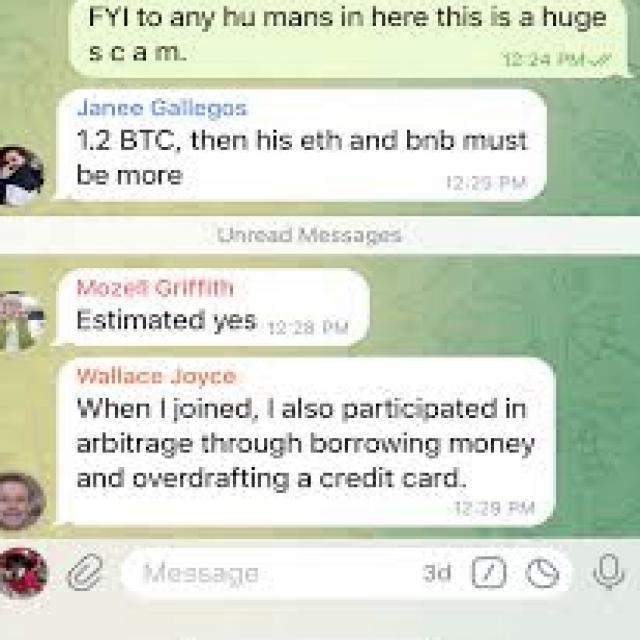 FYI to any hu mans in here this is a huge
s c a m.
12:24 PM
Janee Gallegos
1.2 BTC, then his eth and bnb must
be more
12:25 PM
Unread Messages
Mozell Griffith
Estimated yes 12:28 PM
Wallace Joyce
When I joined, I also participated in
arbitrage through borrowing money
and overdrafting a credit card.
12:29 PM
Message 3d